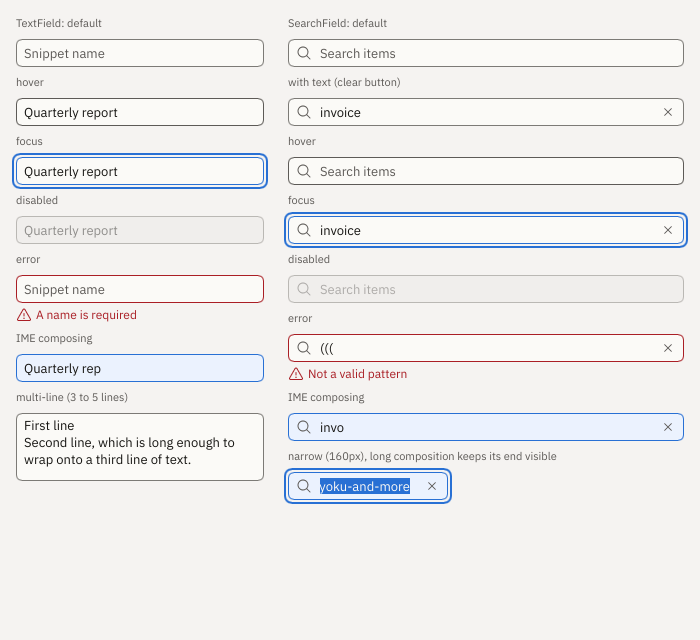 TextField: default
Snippet name
hover
Quarterly report
focus
Quarterly report
disabled
Quarterly report
error
Snippet name
A name is required
IME composing
Quarterly rep
multi-line (3 to 5 lines)
First line
Second line, which is long enough to
wrap onto a third line of text.
SearchField: default
Search items
with text (clear button)
invoice
hover
Search items
focus
invoice
disabled
Search items
error
(((
Not a valid pattern
IME composing
invo
narrow (160px), long composition keeps its end visible
yoku-and-more